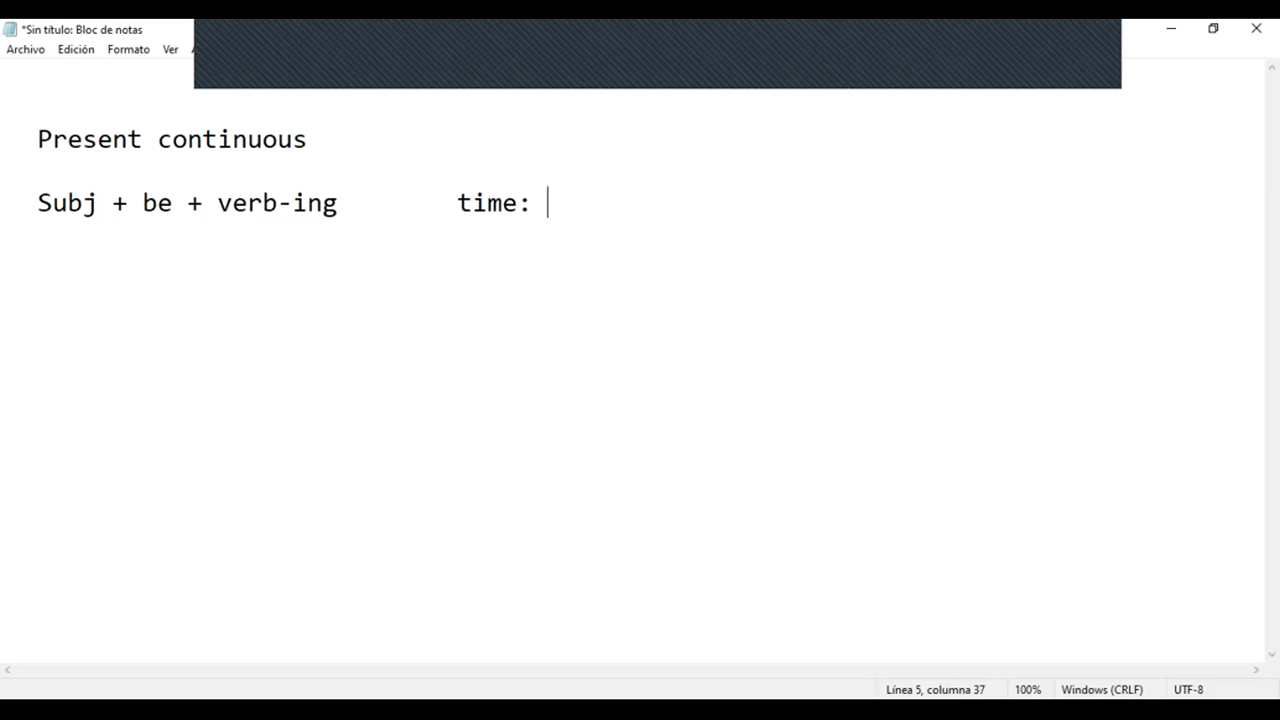 *Sin título: Bloc de notas
Archivo Edición Formato Ver
Present continuous
Subj + be + verb-ing time:
Línea 5, columna 37 100% Windows (CRLF) UTF-8